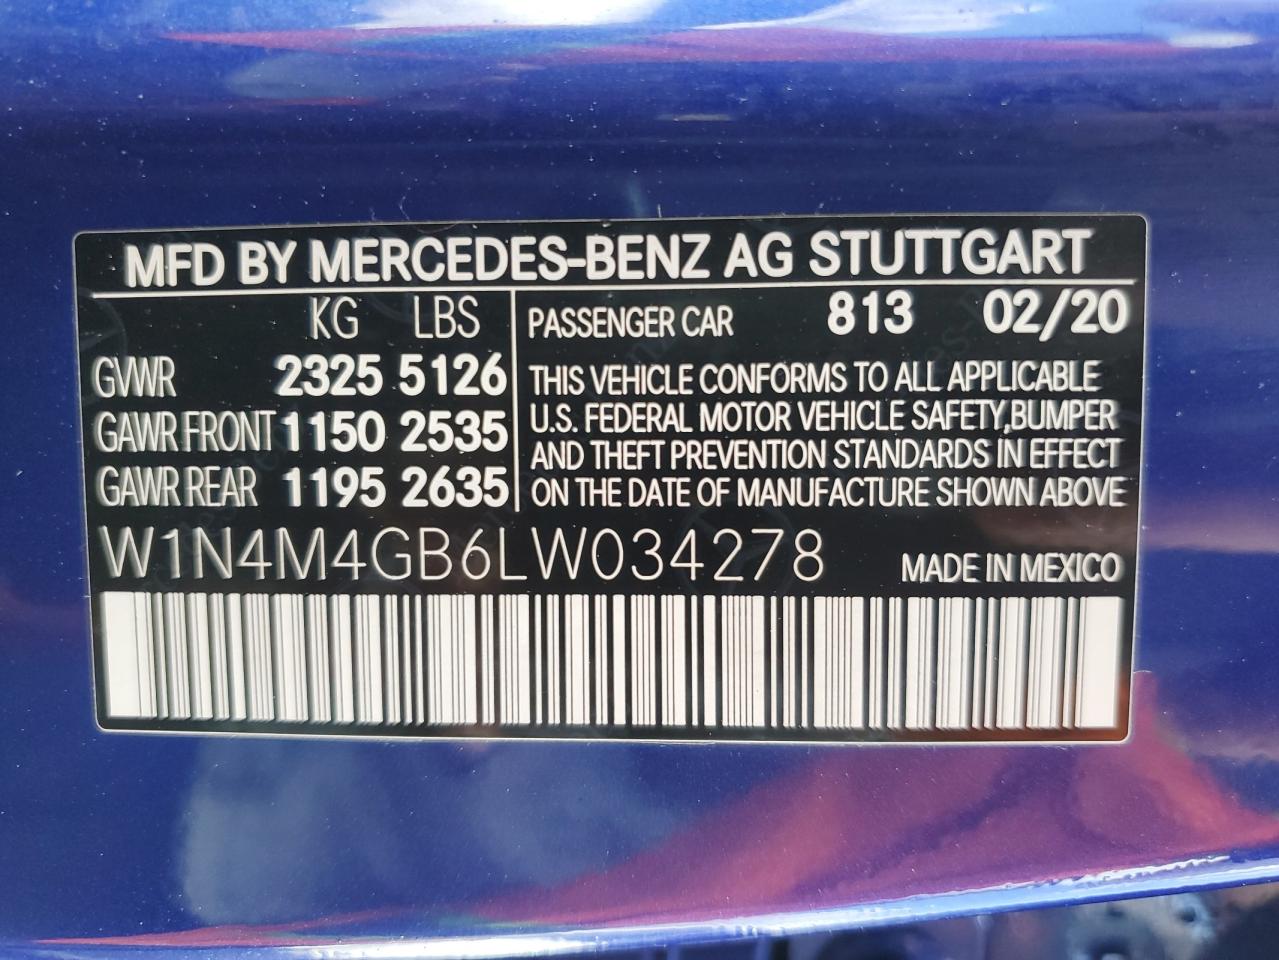 MFD BY MERCEDES-BENZ AG STUTTGART
KG LBS
GVWR 2325 5126
GAWR FRONT 1150 2535
GAWR REAR 1195 2635
PASSENGER CAR 813 02/20
THIS VEHICLE CONFORMS TO ALL APPLICABLE
U.S. FEDERAL MOTOR VEHICLE SAFETY,BUMPER
AND THEFT PREVENTION STANDARDS IN EFFECT
ON THE DATE OF MANUFACTURE SHOWN ABOVE
W1N4M4GB6LW034278 MADE IN MEXICO